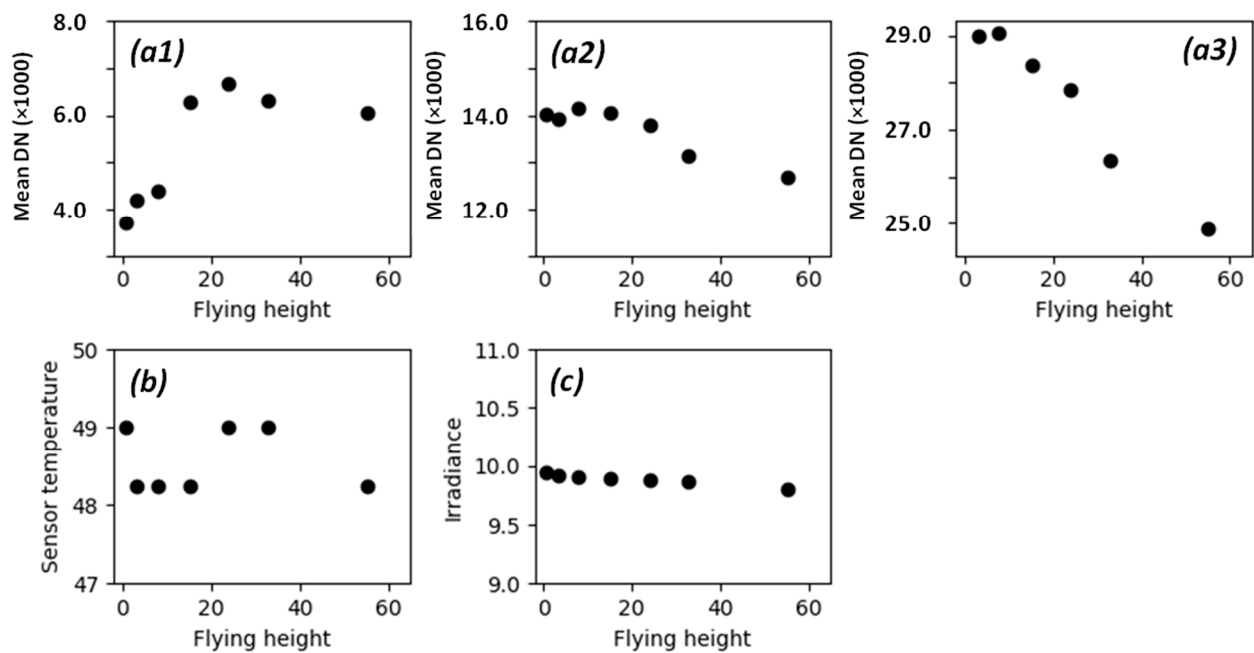 8.0
6.0
4.0
Mean DN (×1000)
(a1)
0 20 40 60
Flying height
16.0
14.0
12.0
Mean DN (×1000)
(a2)
0 20 40 60
Flying height
29.0
27.0
25.0
Mean DN (×1000)
(a3)
0 20 40 60
Flying height
50
49
48
47
Sensor temperature
(b)
0 20 40 60
Flying height
11.0
10.5
10.0
9.5
9.0
Irradiance
(c)
0 20 40 60
Flying height